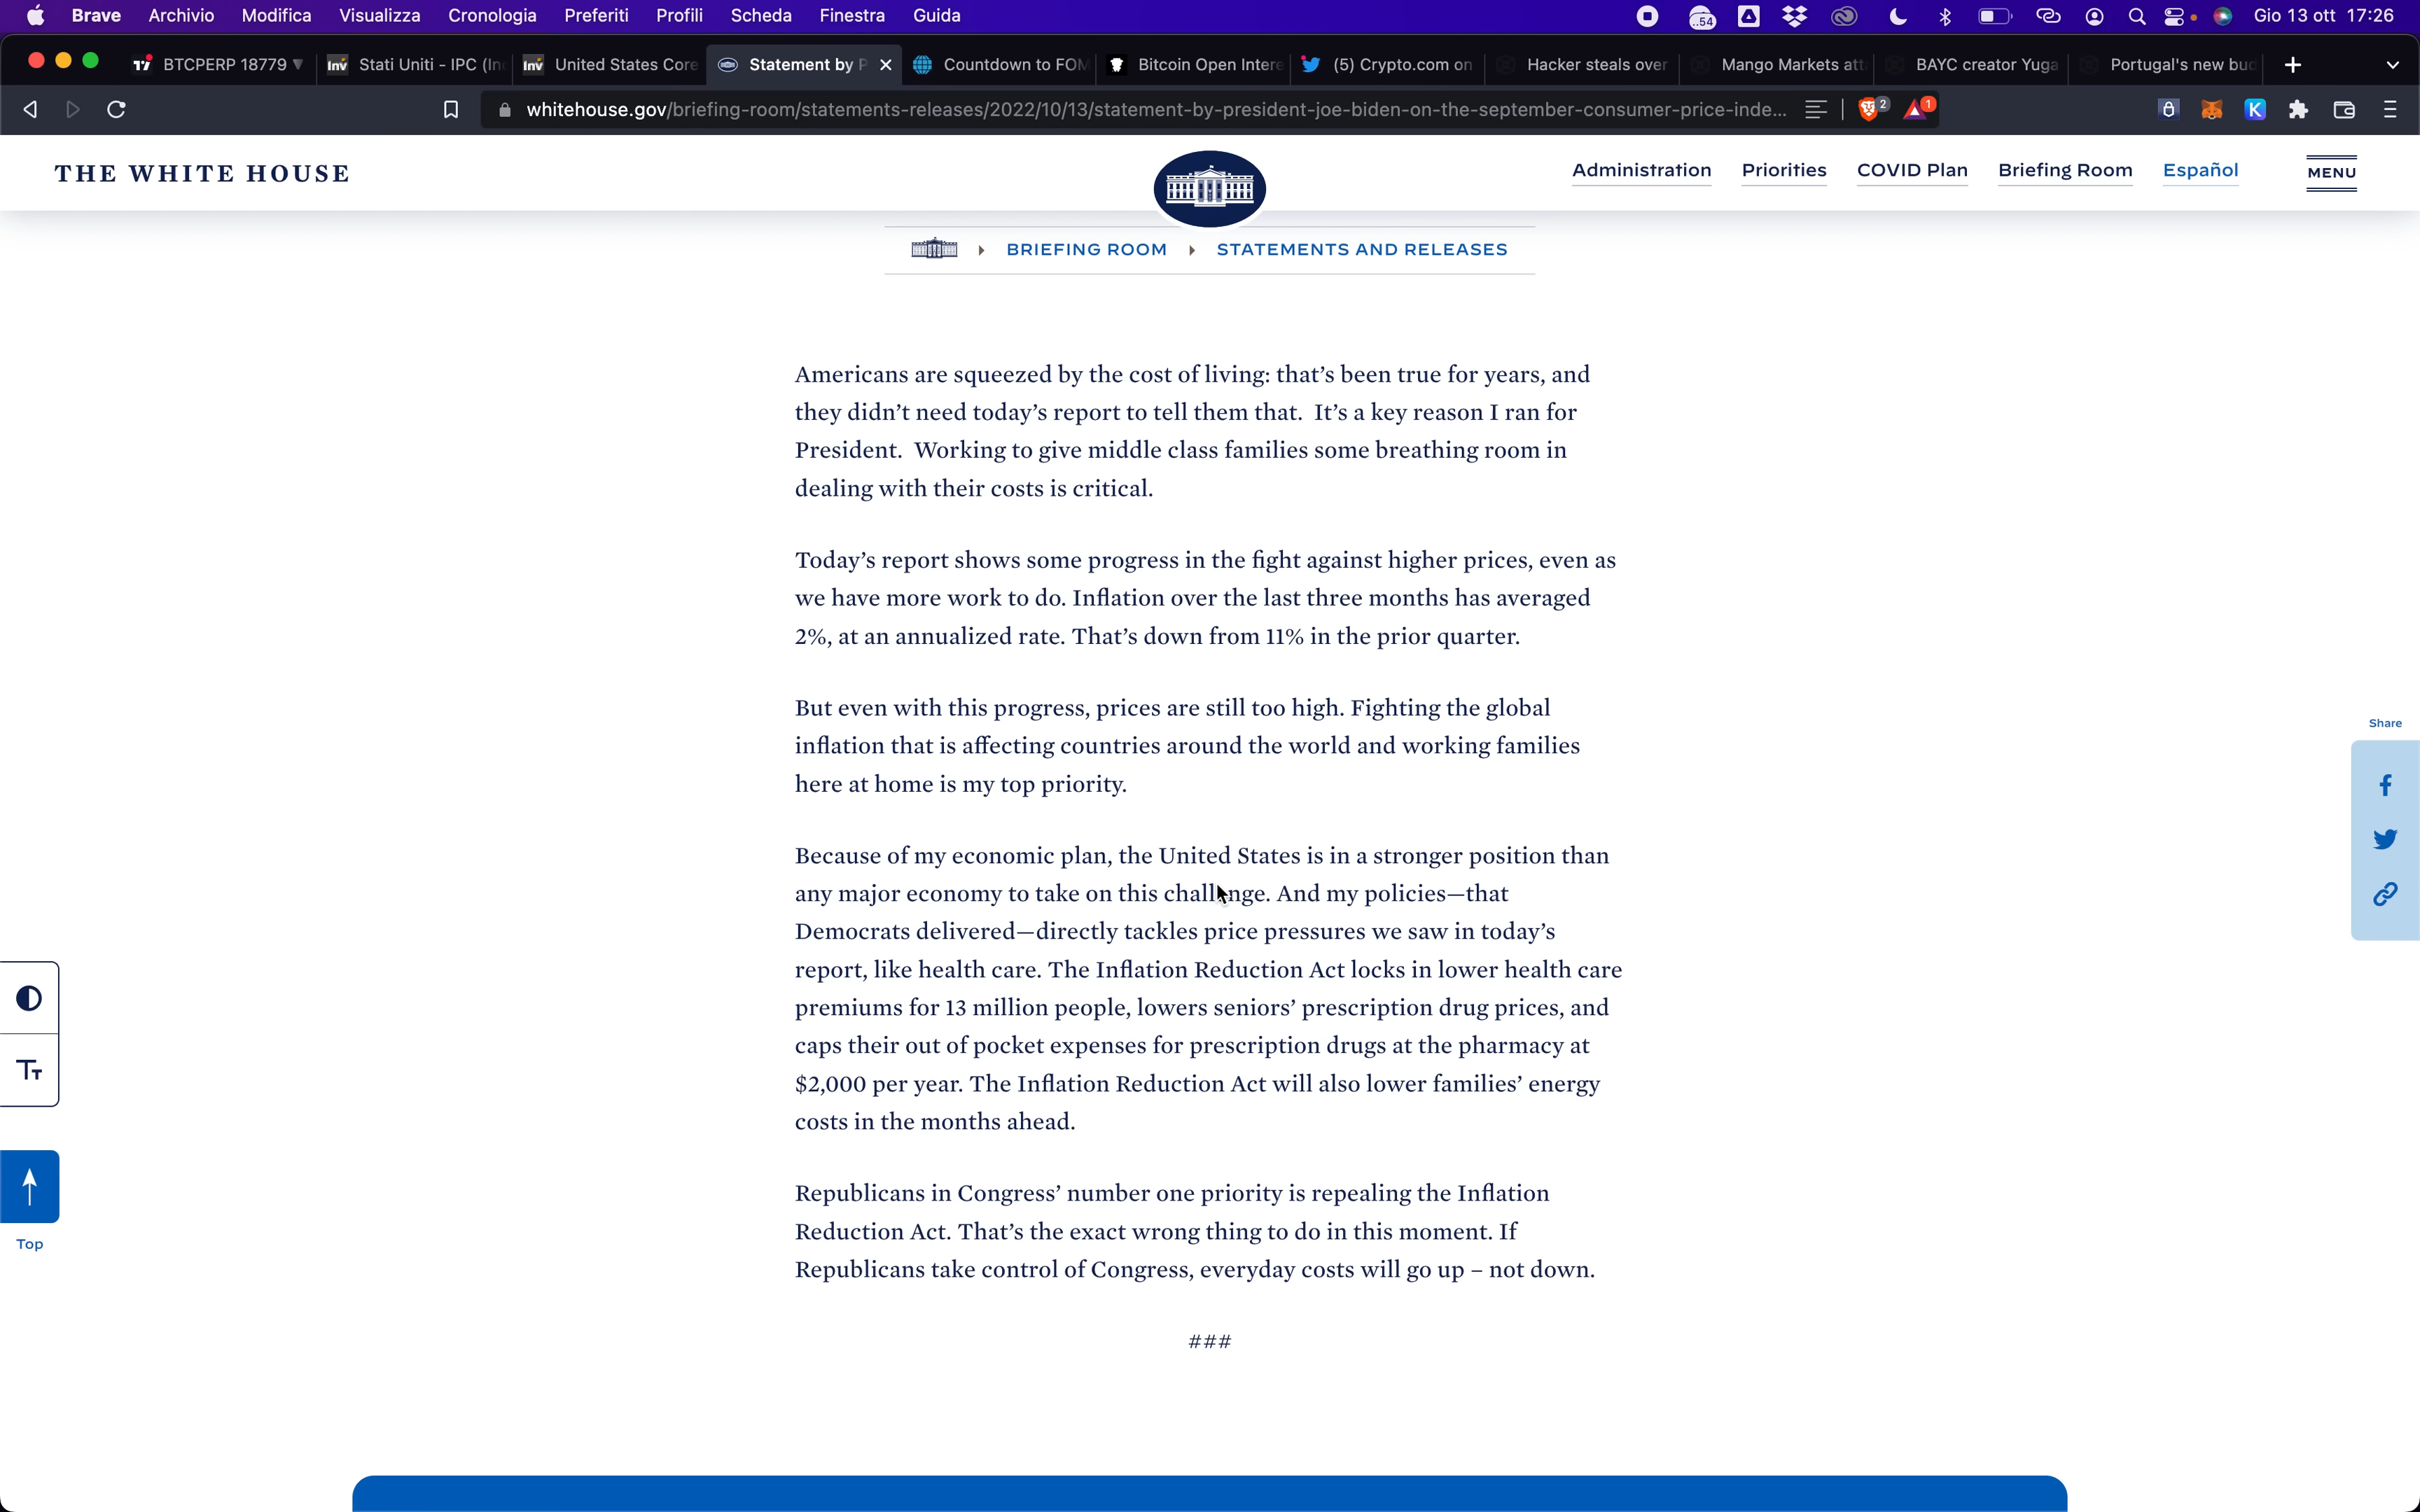 Brave Archivio Modifica Visualizza Cronologia Preferiti Profili Scheda Finestra Guida ..54 Gio 13 ott 17:26
BTCPERP 18779 Stati Uniti - IPC (In United States Core Statement by P Countdown to FOM Bitcoin Open Intere (5) Crypto.com on Hacker steals over Mango Markets att BAYC creator Yuga Portugal's new bud
whitehouse.gov/briefing-room/statements-releases/2022/10/13/statement-by-president-joe-biden-on-the-september-consumer-price-inde... 2 1
THE WHITE HOUSE
Administration Priorities COVID Plan Briefing Room Español MENU
BRIEFING ROOM STATEMENTS AND RELEASES
Americans are squeezed by the cost of living: that’s been true for years, and
they didn’t need today’s report to tell them that. It’s a key reason I ran for
President. Working to give middle class families some breathing room in
dealing with their costs is critical.
Today’s report shows some progress in the fight against higher prices, even as
we have more work to do. Inflation over the last three months has averaged
2%, at an annualized rate. That’s down from 11% in the prior quarter.
But even with this progress, prices are still too high. Fighting the global
inflation that is affecting countries around the world and working families
here at home is my top priority.
Because of my economic plan, the United States is in a stronger position than
any major economy to take on this challenge. And my policies—that
Democrats delivered—directly tackles price pressures we saw in today’s
report, like health care. The Inflation Reduction Act locks in lower health care
premiums for 13 million people, lowers seniors’ prescription drug prices, and
caps their out of pocket expenses for prescription drugs at the pharmacy at
$2,000 per year. The Inflation Reduction Act will also lower families’ energy
costs in the months ahead.
Republicans in Congress’ number one priority is repealing the Inflation
Reduction Act. That’s the exact wrong thing to do in this moment. If
Republicans take control of Congress, everyday costs will go up – not down.
###
Share
Tт
Top